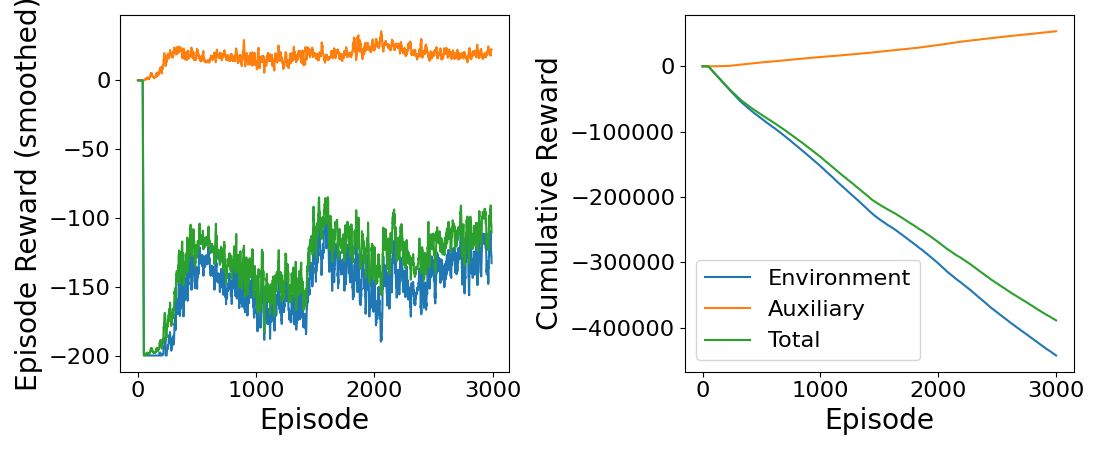 Episode Reward (smoothed)
0
−50
−100
−150
−200
0
1000
2000
3000
Episode
Cumulative Reward
0
−100000
−200000
−300000
−400000
Environment
Auxiliary
Total
0
1000
2000
3000
Episode